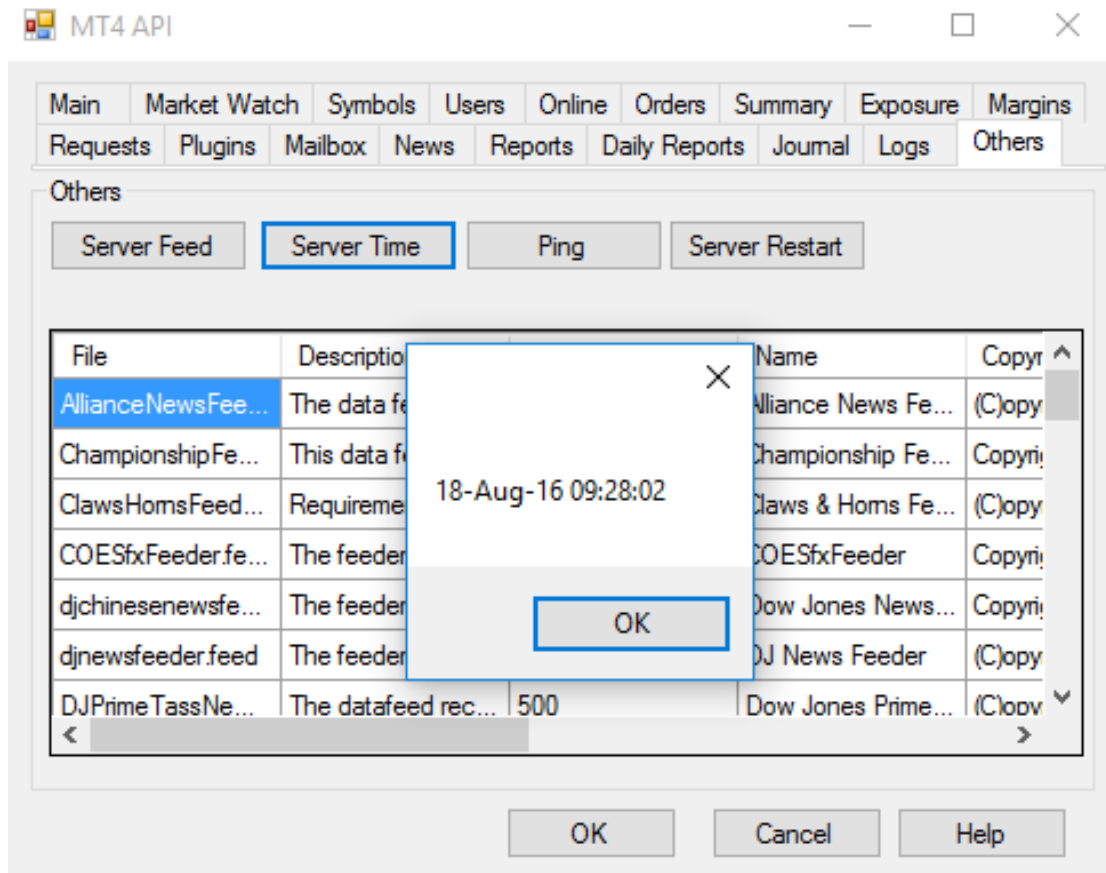 MT4 API
Main Market Watch Symbols Users Online Orders Summary Exposure Margins
Requests Plugins Mailbox News Reports Daily Reports Journal Logs Others
Others
Server Feed Server Time Ping Server Restart
File Descriptio Name Copyr
AllianceNewsFee... The data fe Alliance News Fe... (C)opy
ChampionshipFe... This data f Championship Fe... Copyri
ClawsHornsFeed... Requireme Claws & Horns Fe... (C)opy
18-Aug-16 09:28:02
COESfxFeeder.fe... The feeder COESfxFeeder Copyri
djchinesenewsfe... The feeder Dow Jones News... Copyri
OK
djnewsfeeder.feed The feeder DJ News Feeder (C)opy
DJPrimeTassNe... The datafeed rec... 500 Dow Jones Prime... (C)opy
OK Cancel Help